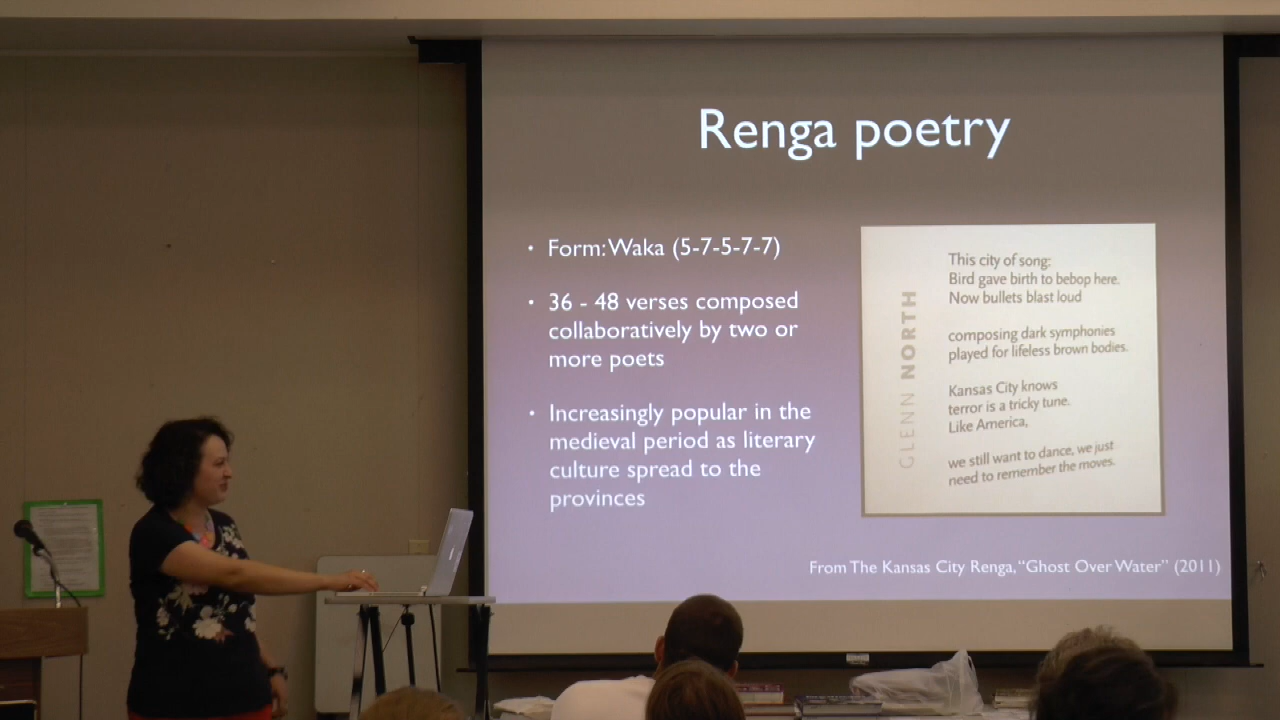 Renga poetry
• Form: Waka (5-7-5-7-7)
• 36 - 48 verses composed
collaboratively by two or
more poets
• Increasingly popular in the
medieval period as literary
culture spread to the
provinces
GLENN NORTH
This city of song:
Bird gave birth to bebop here.
Now bullets blast loud
composing dark symphonies
played for lifeless brown bodies.
Kansas City knows
terror is a tricky tune.
Like America,
we still want to dance, we just
need to remember the moves.
From The Kansas City Renga, “Ghost Over Water” (2011)